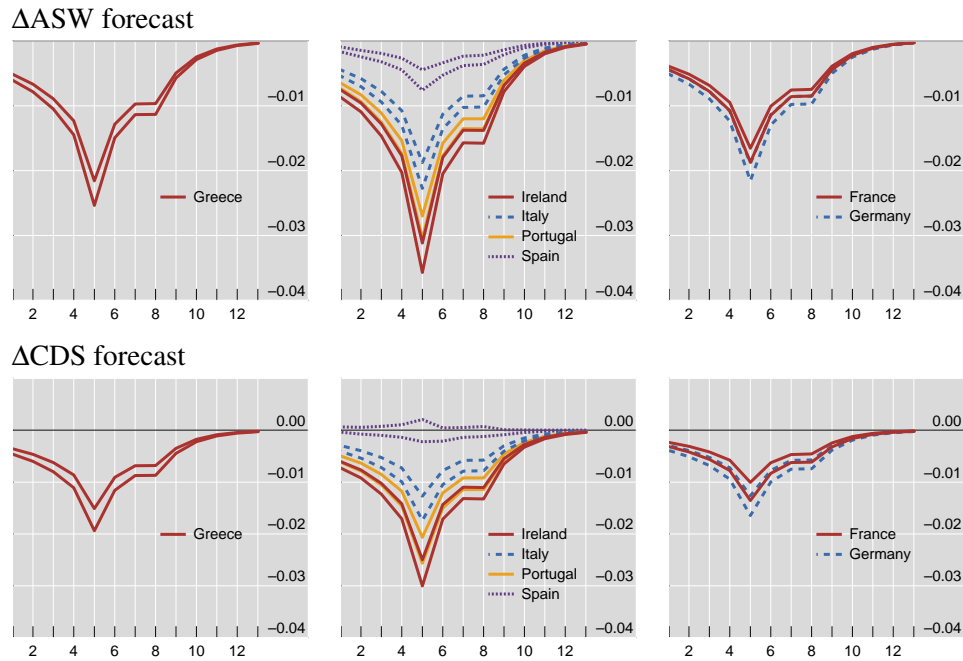 ΔASW forecast
–0.01
–0.02
–0.03
–0.04
Greece
2 4 6 8 10 12
–0.01
–0.02
–0.03
–0.04
Ireland
Italy
Portugal
Spain
2 4 6 8 10 12
–0.01
–0.02
–0.03
–0.04
France
Germany
2 4 6 8 10 12
ΔCDS forecast
0.00
–0.01
–0.02
–0.03
–0.04
Greece
2 4 6 8 10 12
0.00
–0.01
–0.02
–0.03
–0.04
Ireland
Italy
Portugal
Spain
2 4 6 8 10 12
0.00
–0.01
–0.02
–0.03
–0.04
France
Germany
2 4 6 8 10 12